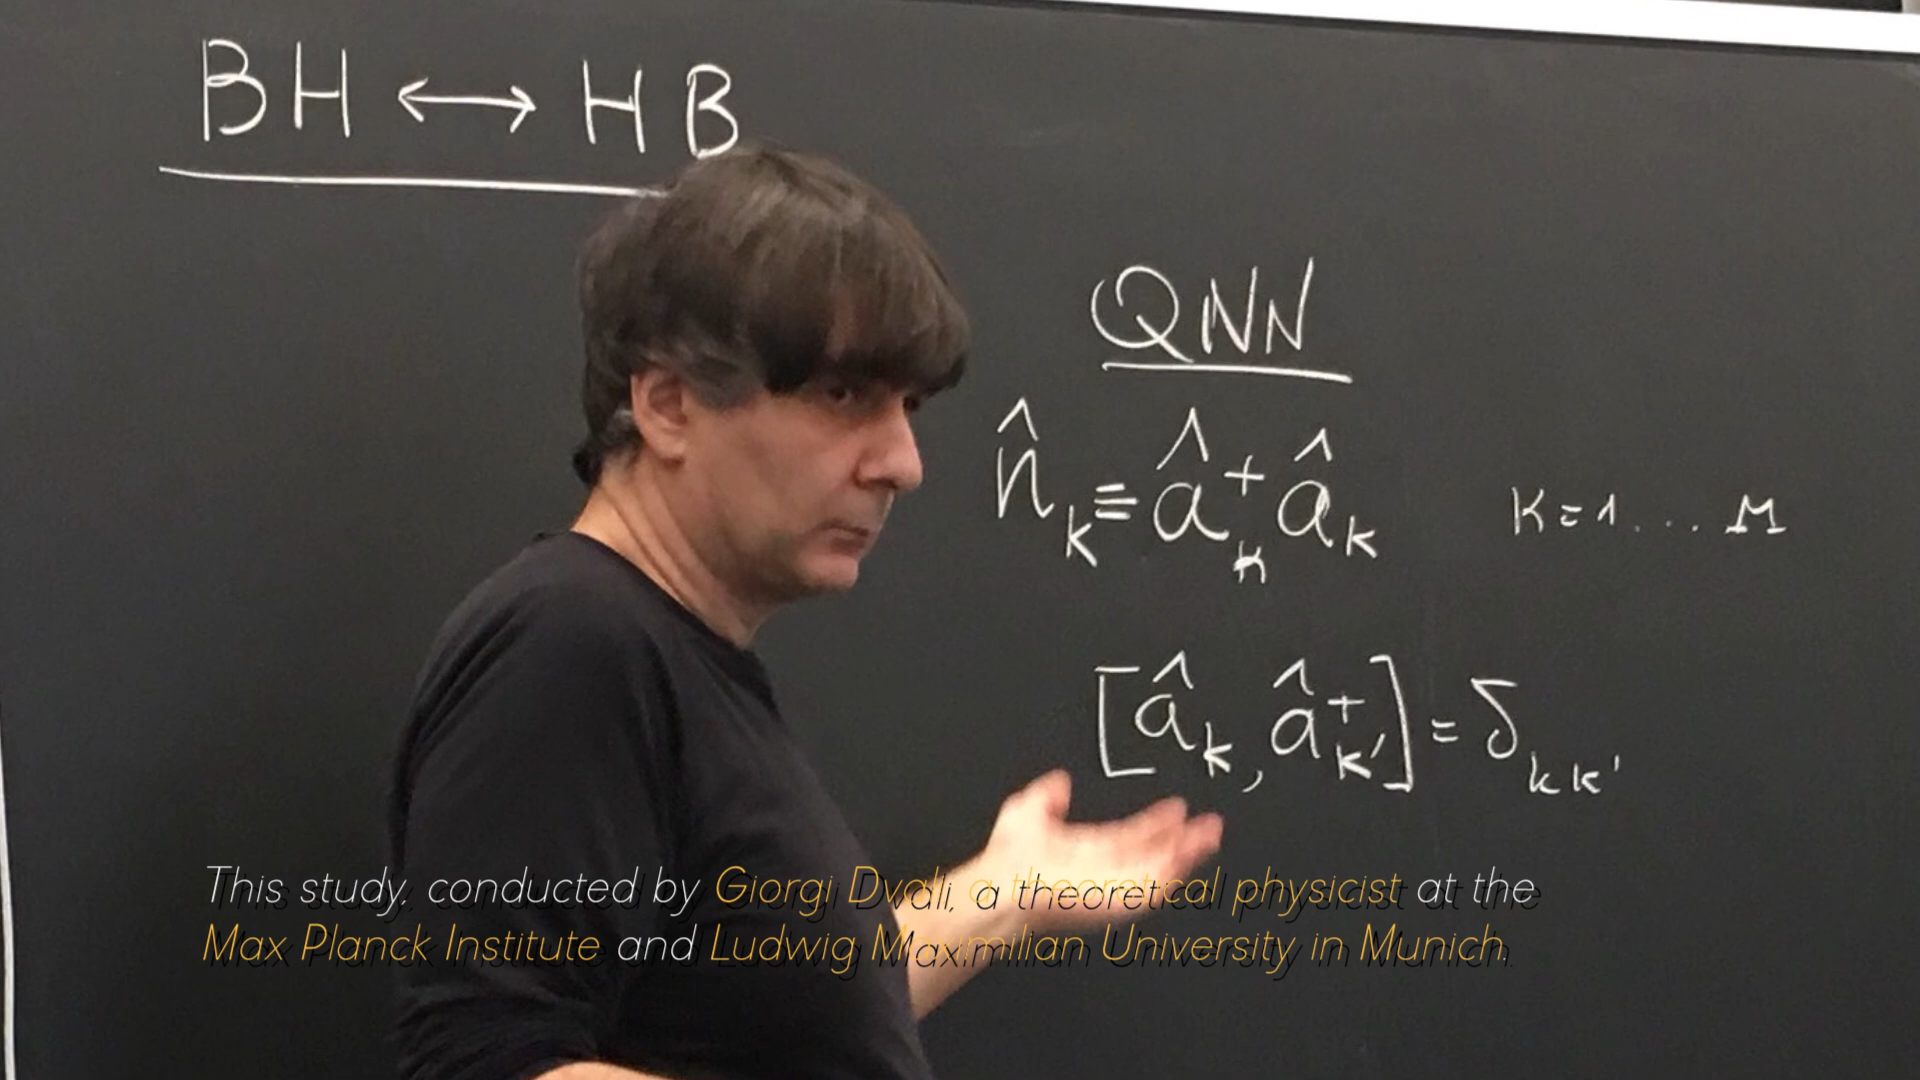 BH ↔ HB
QNN
n̂ₖ ≡ â⁺ₖ âₖ   K = 1 . . . . M
[âₖ, â⁺ₖ'] = δₖₖ'
This study, conducted by Giorgi Dvali, a theoretical physicist at the
Max Planck Institute and Ludwig Maximilian University in Munich.